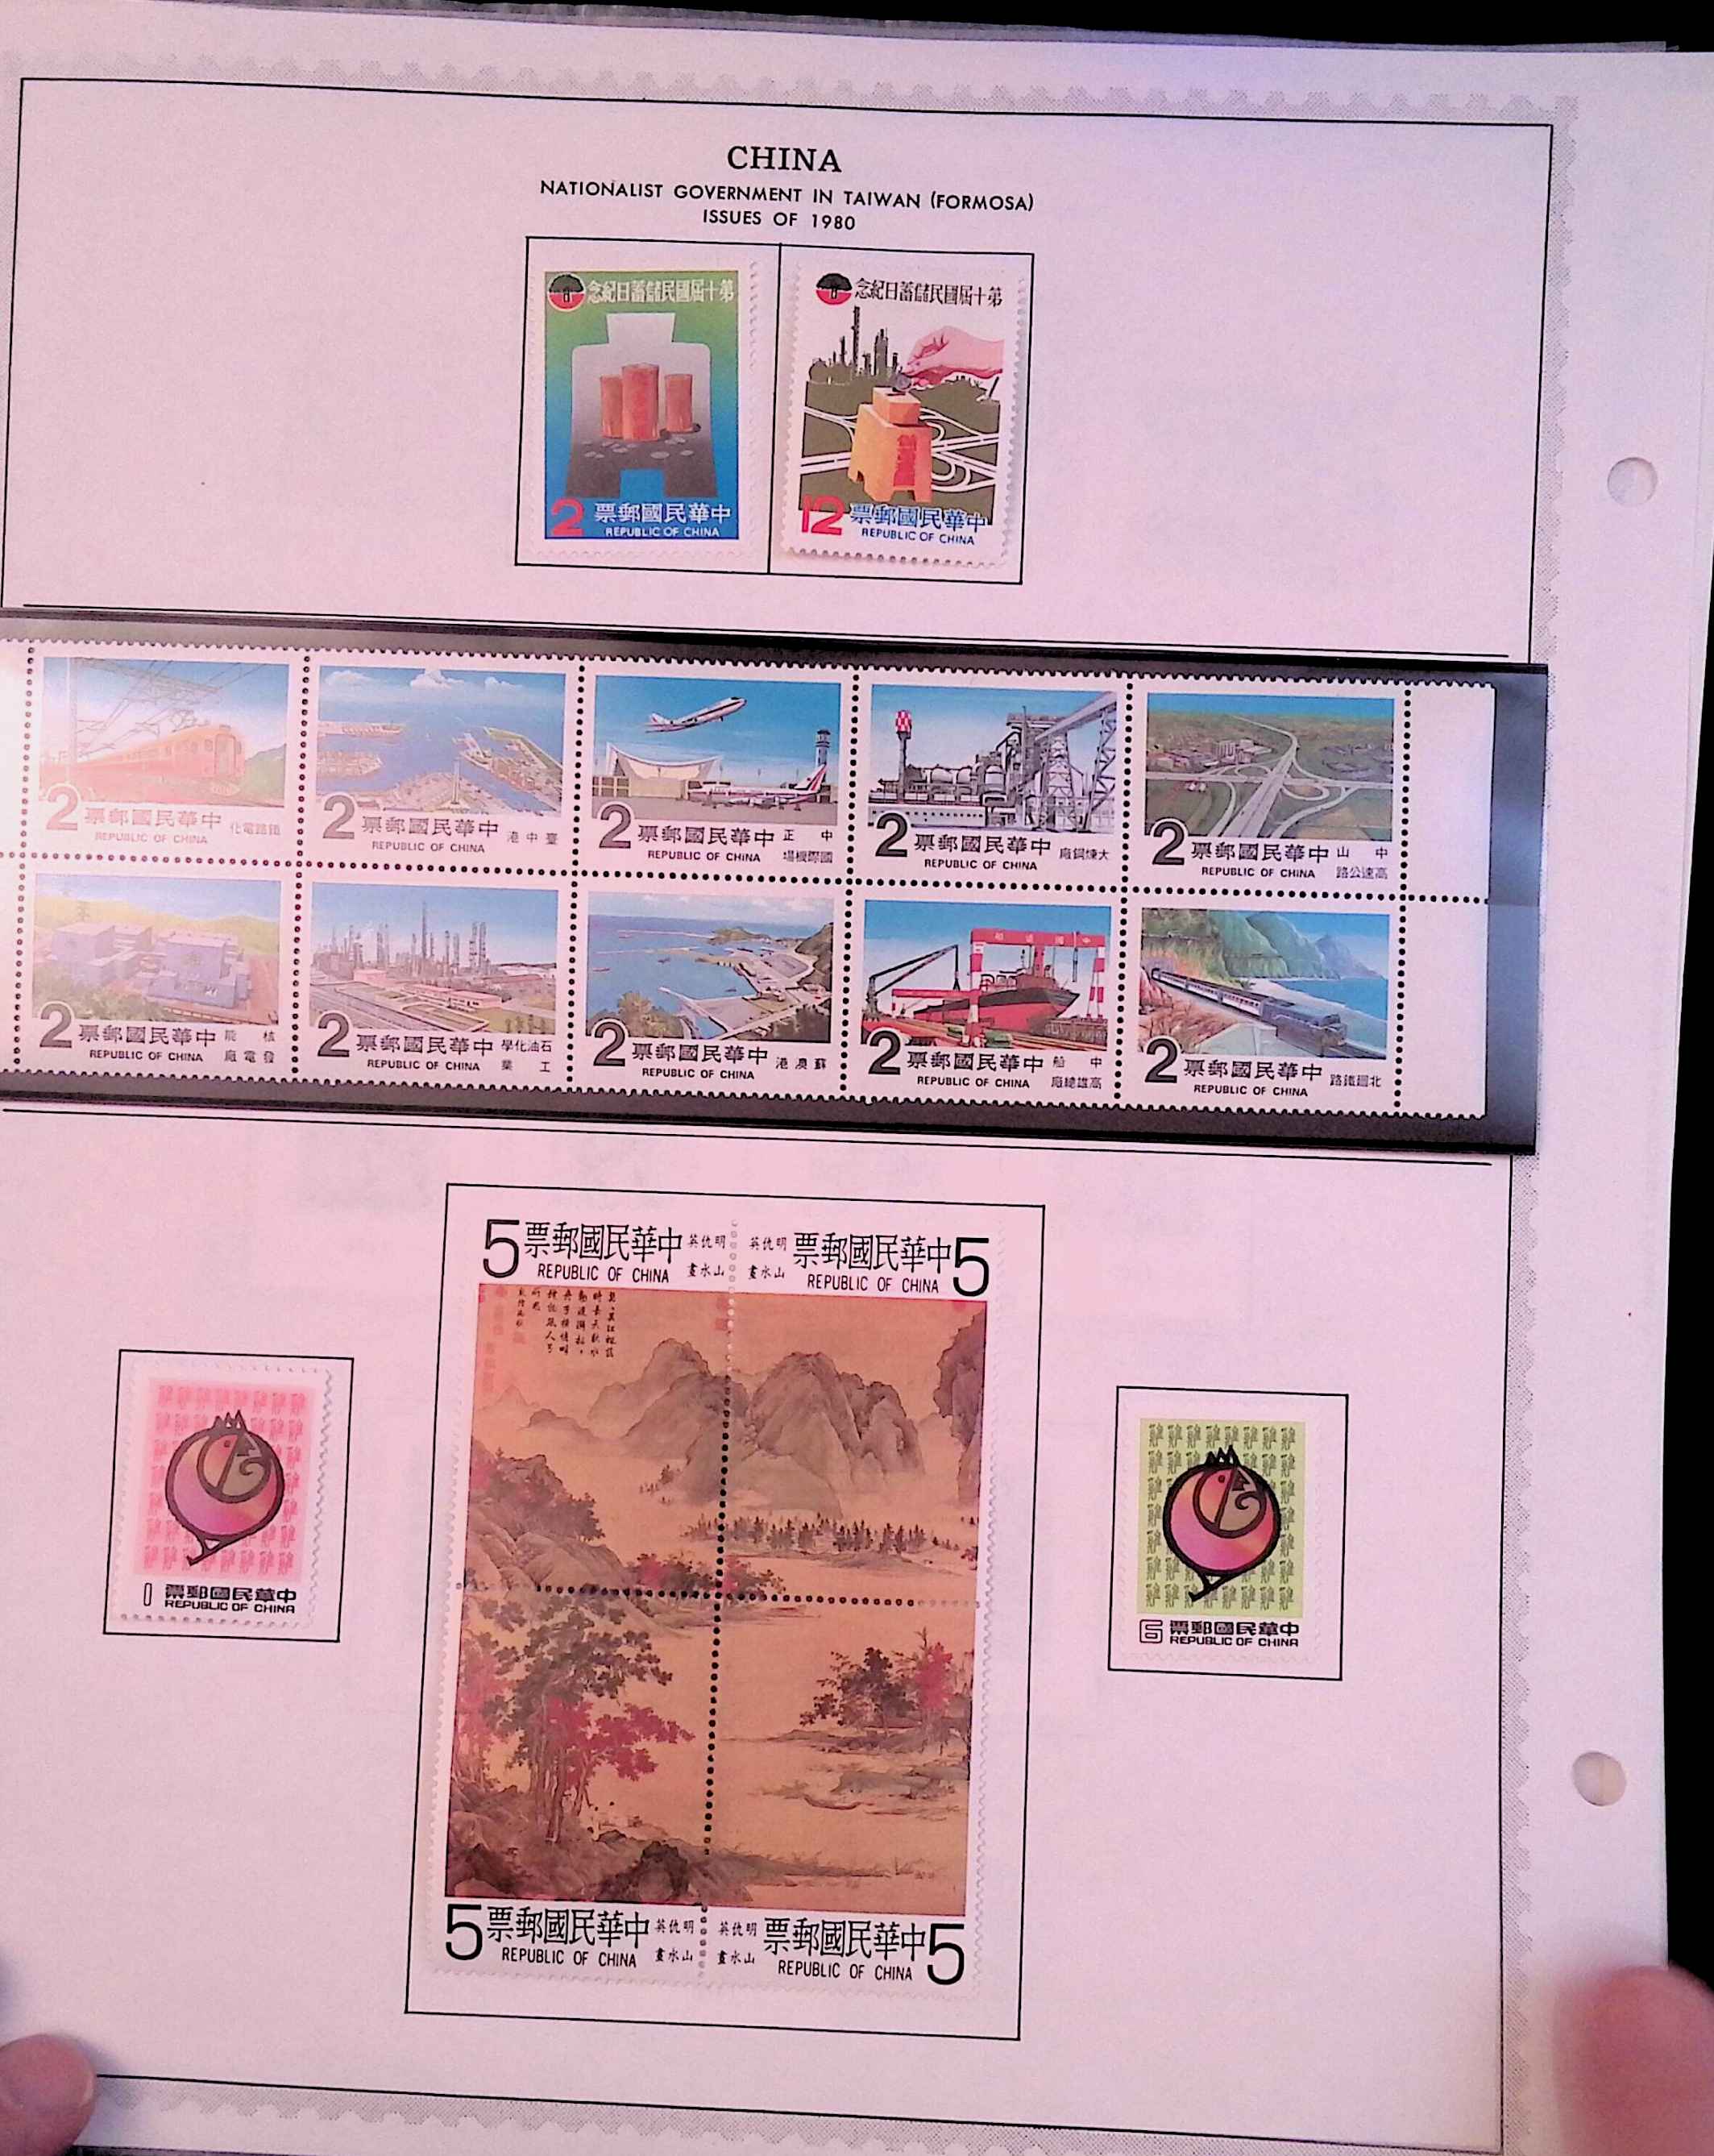 CHINA
NATIONALIST GOVERNMENT IN TAIWAN (FORMOSA)
ISSUES OF 1980
第十屆國民儲蓄日紀念
2 中華民國郵票
REPUBLIC OF CHINA
第十屆國民儲蓄日紀念
12 中華民國郵票
REPUBLIC OF CHINA
2 中華民國郵票
REPUBLIC OF CHINA
鐵路電化
2 中華民國郵票
REPUBLIC OF CHINA
臺中港
2 中華民國郵票
REPUBLIC OF CHINA
中正
國際機場
2 中華民國郵票
REPUBLIC OF CHINA
大煉鋼廠
2 中華民國郵票
REPUBLIC OF CHINA
中山
高速公路
2 中華民國郵票
REPUBLIC OF CHINA
核能
發電廠
2 中華民國郵票
REPUBLIC OF CHINA
石油化學
工業
2 中華民國郵票
REPUBLIC OF CHINA
蘇澳港
中國造船
2 中華民國郵票
REPUBLIC OF CHINA
中船
高雄總廠
2 中華民國郵票
REPUBLIC OF CHINA
北迴鐵路
5 中華民國郵票
REPUBLIC OF CHINA
明仇英
山水畫
中華民國郵票 5
REPUBLIC OF CHINA
明仇英
山水畫
1 中華民國郵票
REPUBLIC OF CHINA
6 中華民國郵票
REPUBLIC OF CHINA
5 中華民國郵票
REPUBLIC OF CHINA
明仇英
山水畫
中華民國郵票 5
REPUBLIC OF CHINA
明仇英
山水畫